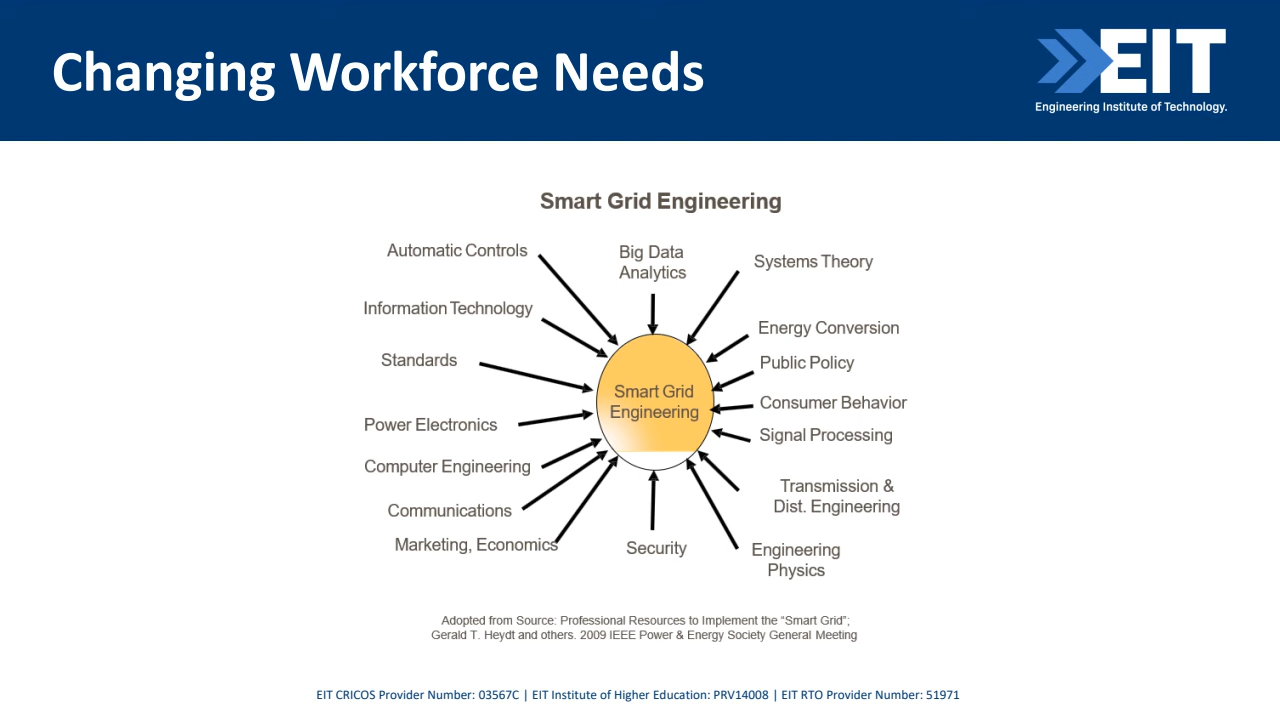 Changing Workforce Needs
EIT
Engineering Institute of Technology.
Smart Grid Engineering
Automatic Controls
Big Data
Analytics
Systems Theory
Information Technology
Energy Conversion
Standards
Public Policy
Smart Grid
Engineering
Consumer Behavior
Power Electronics
Signal Processing
Computer Engineering
Transmission &
Dist. Engineering
Communications
Marketing, Economics
Security
Engineering
Physics
Adopted from Source: Professional Resources to Implement the “Smart Grid”;
Gerald T. Heydt and others. 2009 IEEE Power & Energy Society General Meeting
EIT CRICOS Provider Number: 03567C | EIT Institute of Higher Education: PRV14008 | EIT RTO Provider Number: 51971